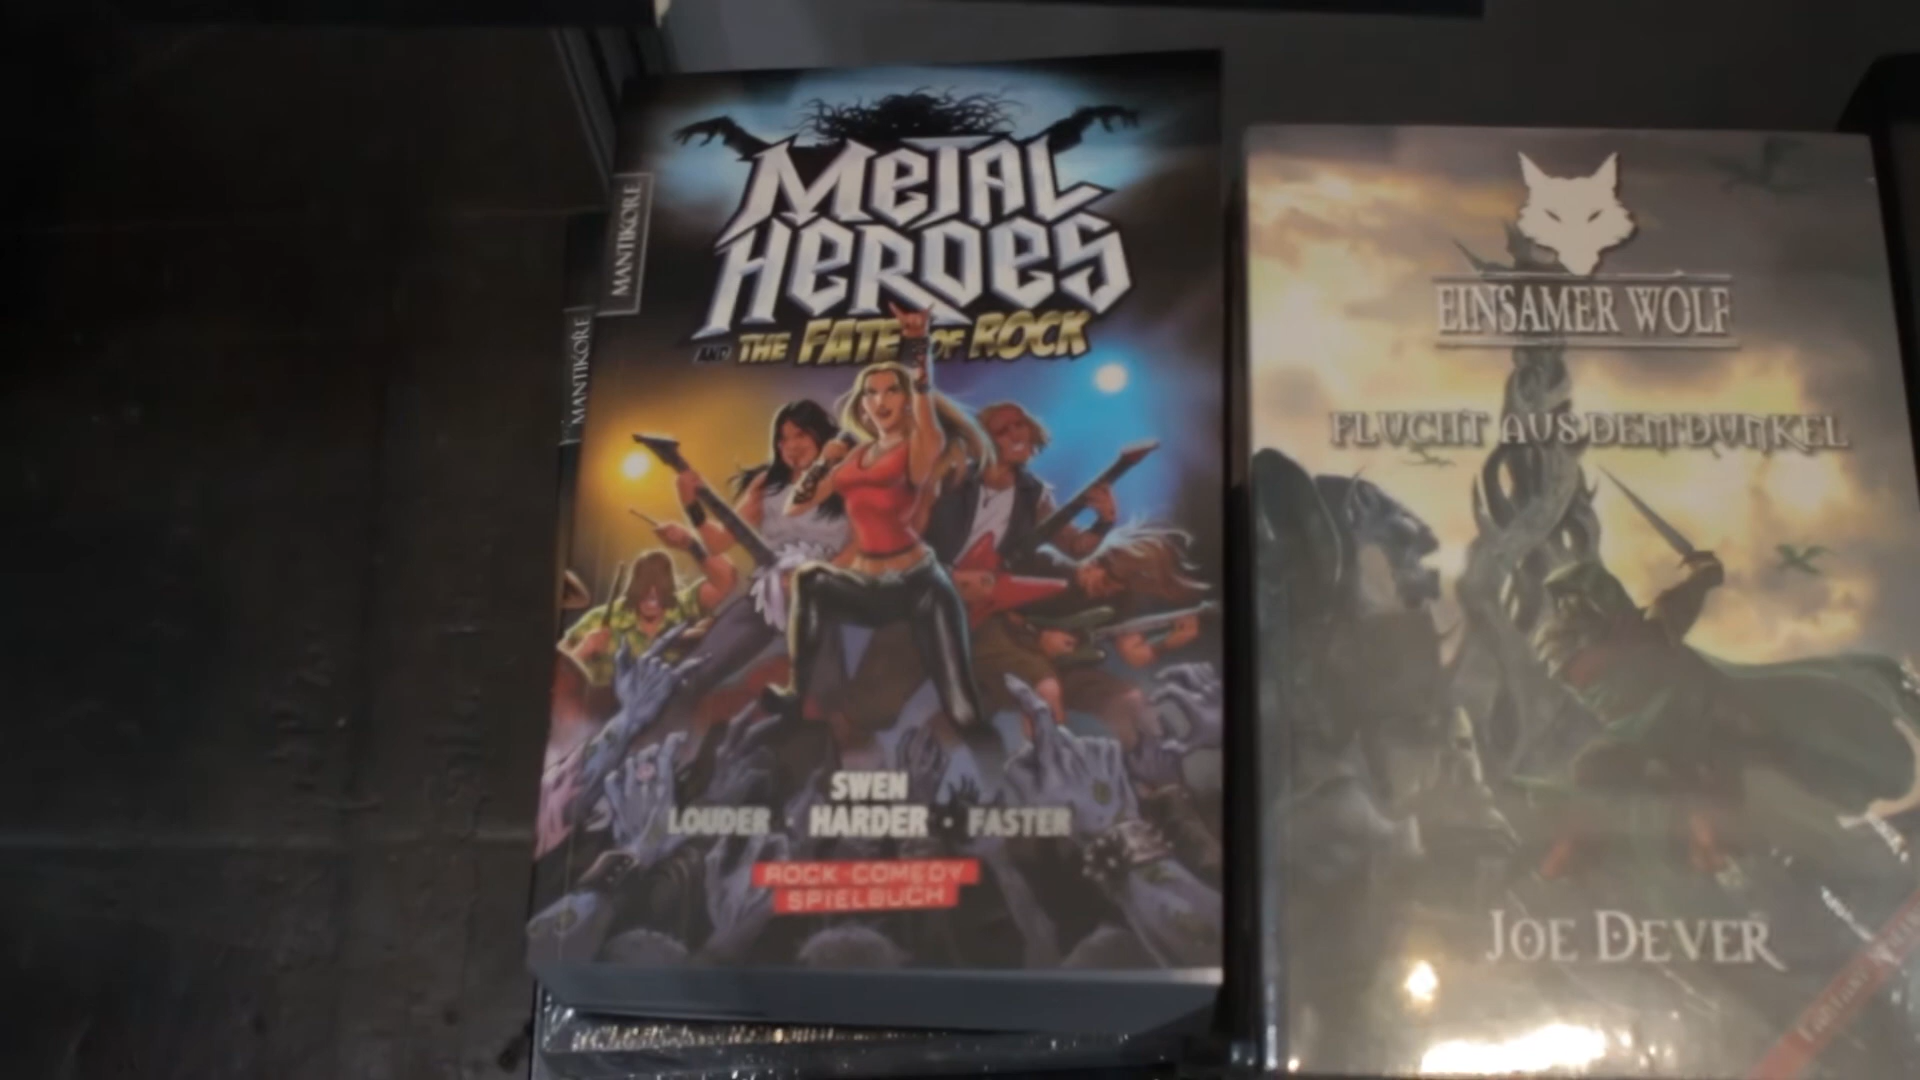 METAL
HEROES
AND THE FATE OF ROCK
MANTIKORE
MANTIKORE
SWEN
LOUDER · HARDER · FASTER
ROCK-COMEDY
SPIELBUCH
EINSAMER WOLF
FLUCHT AUS DEM DUNKEL
JOE DEVER